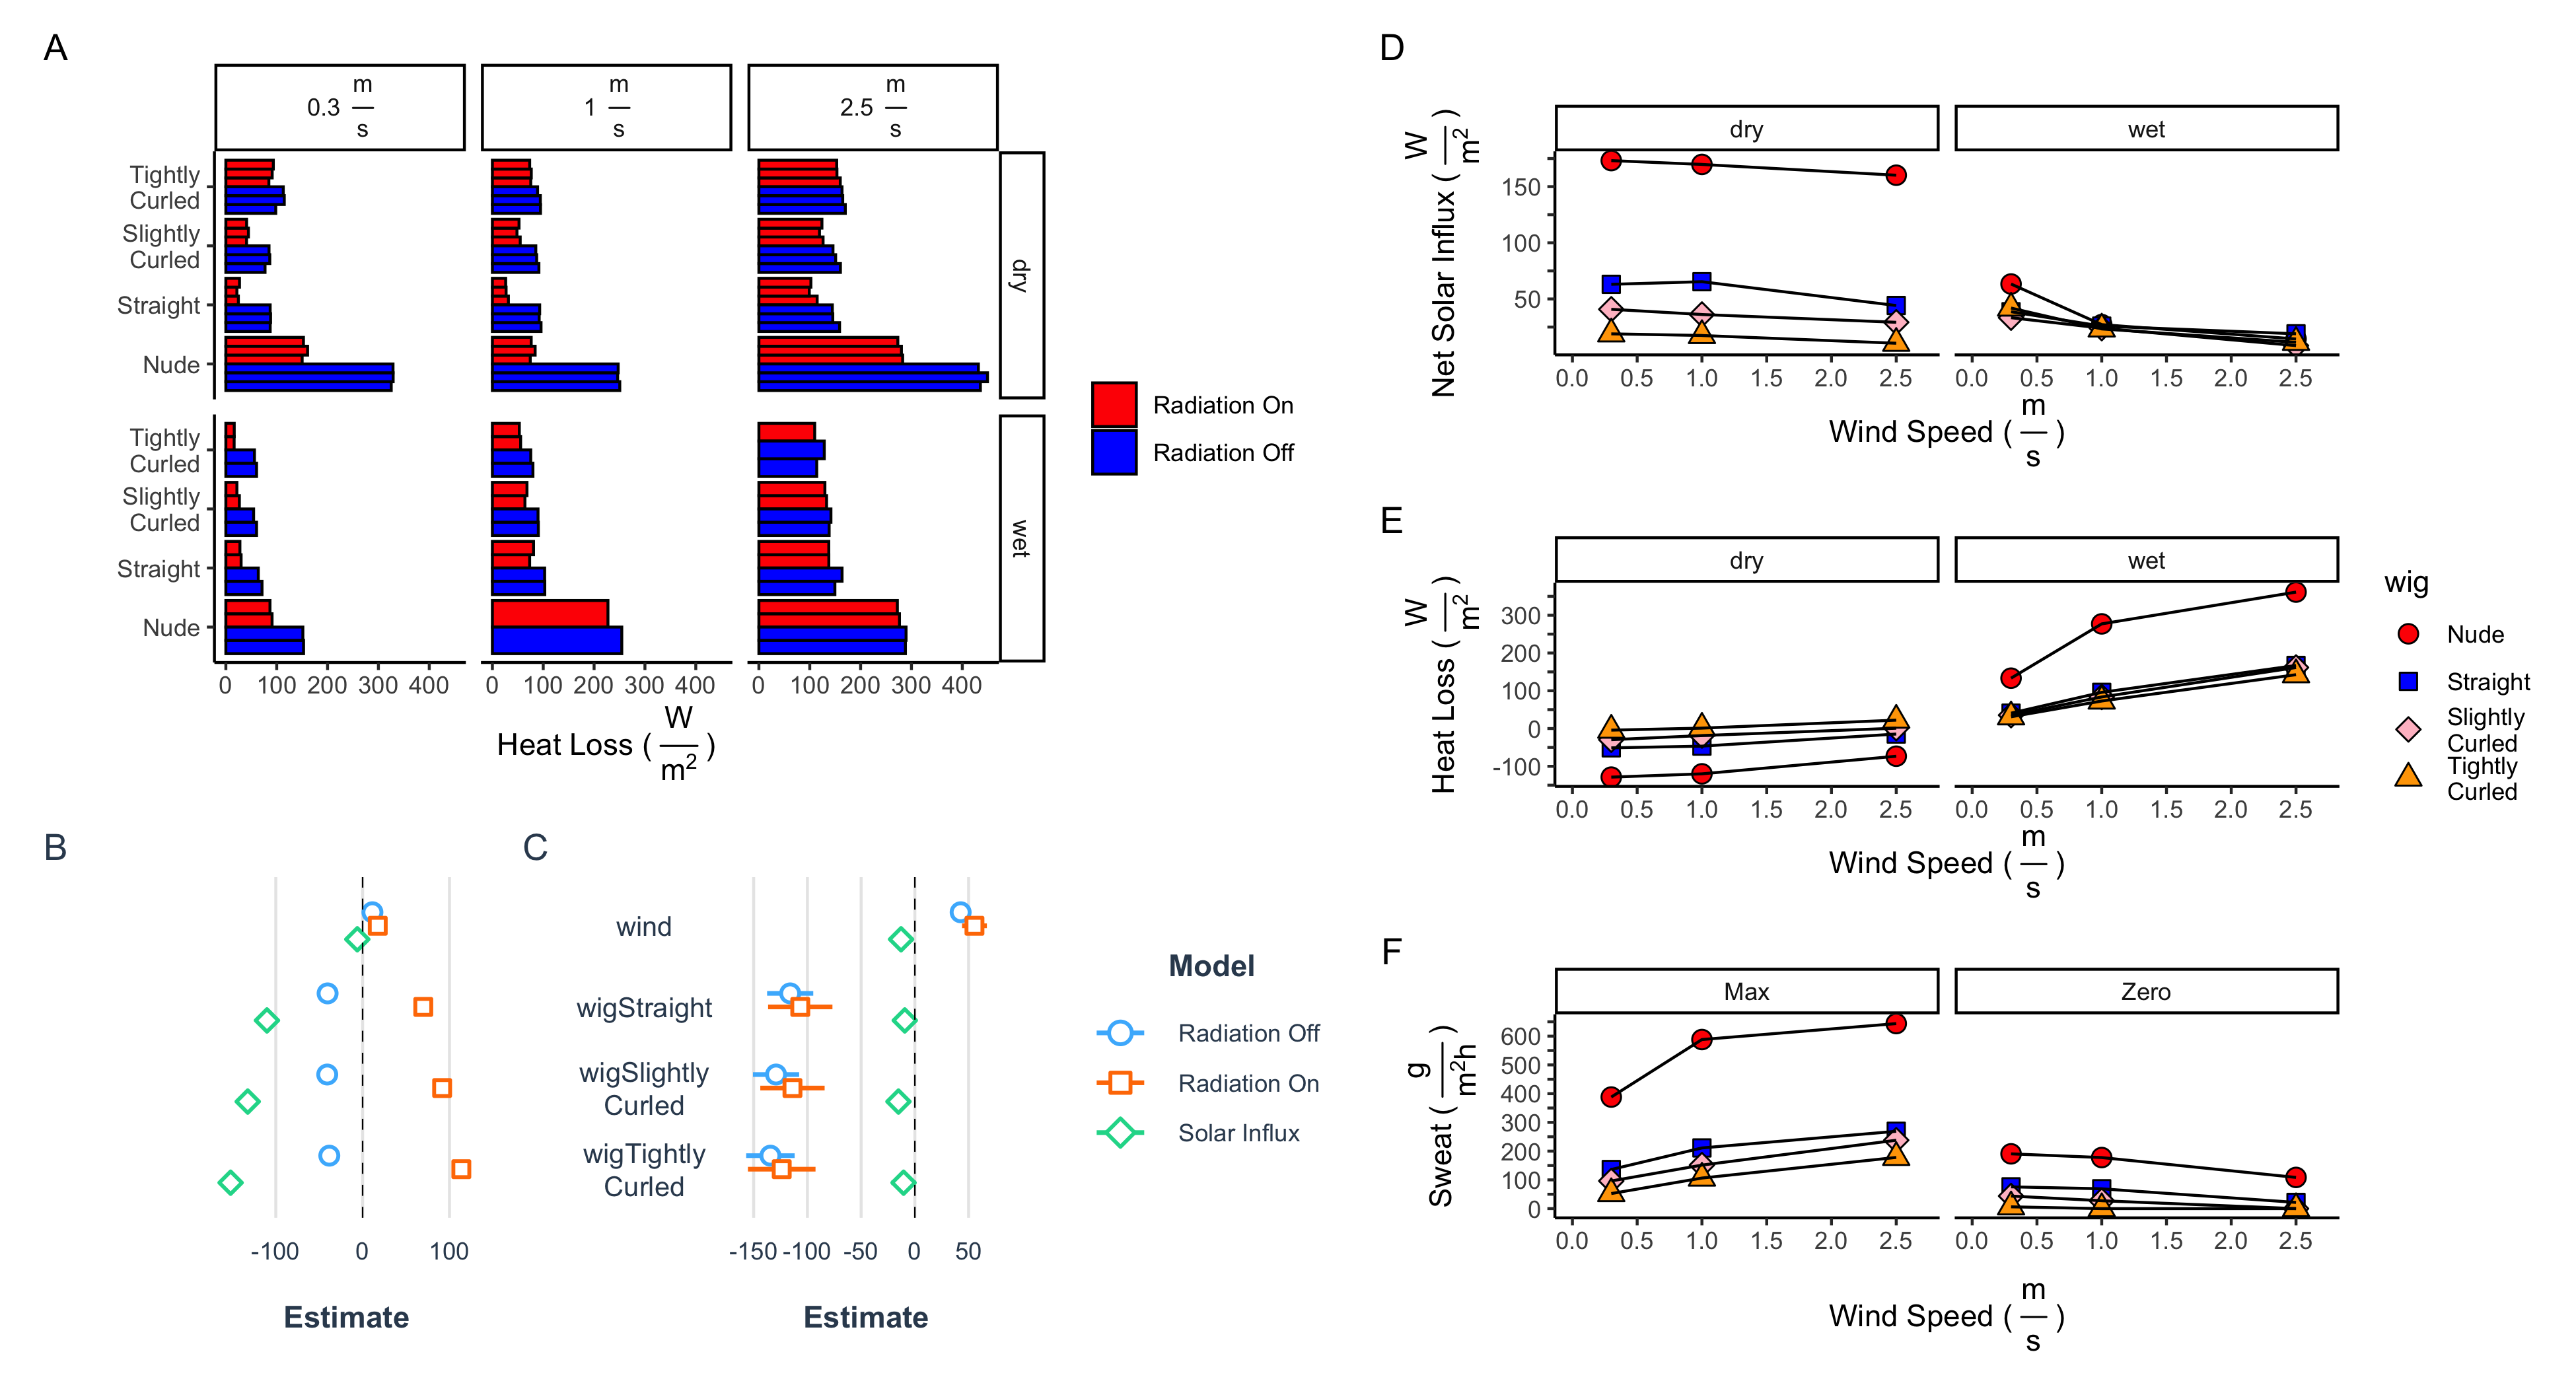 A
0.3 m/s
1 m/s
2.5 m/s
Tightly
Curled
Slightly
Curled
Straight
Nude
dry
Tightly
Curled
Slightly
Curled
Straight
Nude
wet
0 100 200 300 400
0 100 200 300 400
0 100 200 300 400
Heat Loss ( W/m² )
Radiation On
Radiation Off
B
-100 0 100
Estimate
C
wind
wigStraight
wigSlightly
Curled
wigTightly
Curled
-150 -100 -50 0 50
Estimate
Model
Radiation Off
Radiation On
Solar Influx
D
Net Solar Influx ( W/m² )
dry
wet
150
100
50
0.0 0.5 1.0 1.5 2.0 2.5
0.0 0.5 1.0 1.5 2.0 2.5
Wind Speed ( m/s )
E
Heat Loss ( W/m² )
dry
wet
300
200
100
0
-100
0.0 0.5 1.0 1.5 2.0 2.5
0.0 0.5 1.0 1.5 2.0 2.5
Wind Speed ( m/s )
wig
Nude
Straight
Slightly
Curled
Tightly
Curled
F
Sweat ( g/m²h )
Max
Zero
600
500
400
300
200
100
0
0.0 0.5 1.0 1.5 2.0 2.5
0.0 0.5 1.0 1.5 2.0 2.5
Wind Speed ( m/s )